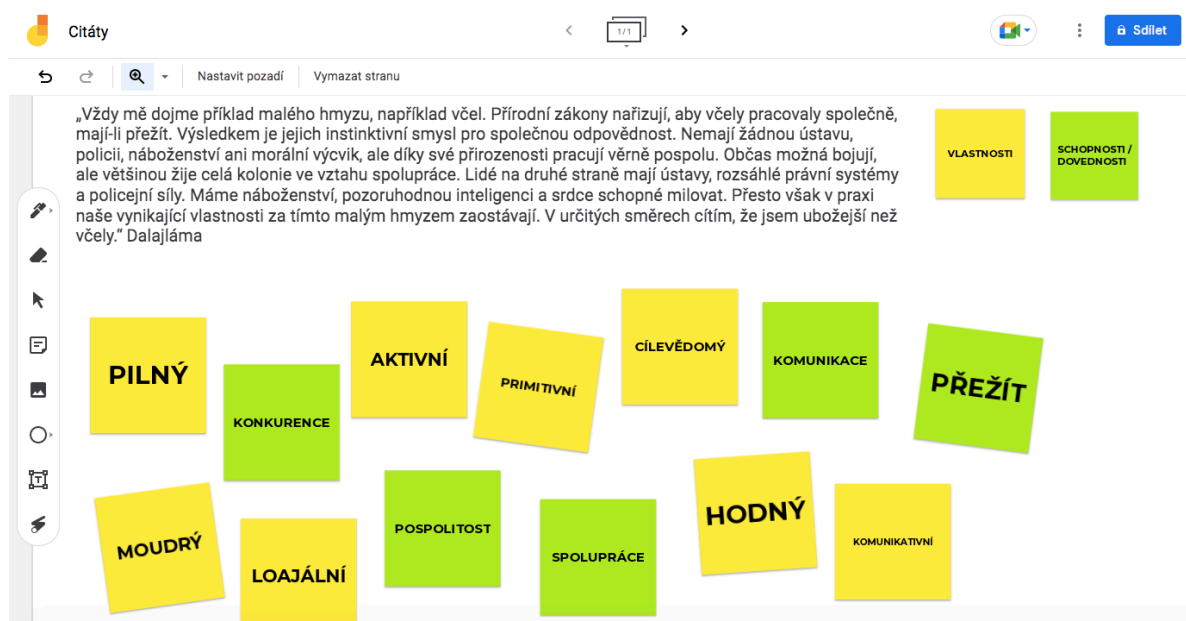 Citáty
1/1
Sdílet
Nastavit pozadí
Vymazat stranu
„Vždy mě dojme příklad malého hmyzu, například včel. Přírodní zákony nařizují, aby včely pracovaly společně,
mají-li přežít. Výsledkem je jejich instinktivní smysl pro společnou odpovědnost. Nemají žádnou ústavu,
policii, náboženství ani morální výcvik, ale díky své přirozenosti pracují věrně pospolu. Občas možná bojují,
ale většinou žije celá kolonie ve vztahu spolupráce. Lidé na druhé straně mají ústavy, rozsáhlé právní systémy
a policejní síly. Máme náboženství, pozoruhodnou inteligenci a srdce schopné milovat. Přesto však v praxi
naše vynikající vlastnosti za tímto malým hmyzem zaostávají. V určitých směrech cítím, že jsem ubožejší než
včely.“ Dalajláma
VLASTNOSTI
SCHOPNOSTI /
DOVEDNOSTI
PILNÝ
KONKURENCE
AKTIVNÍ
PRIMITIVNÍ
CÍLEVĚDOMÝ
KOMUNIKACE
PŘEŽÍT
MOUDRÝ
LOAJÁLNÍ
POSPOLITOST
SPOLUPRÁCE
HODNÝ
KOMUNIKATIVNÍ